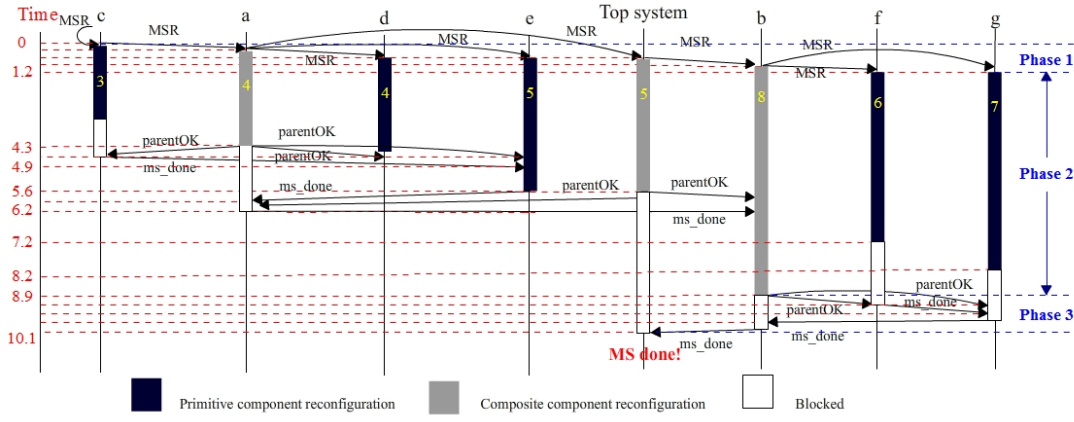 Time c a d e Top system b f g
MSR MSR MSR MSR MSR MSR
0
MSR MSR
Phase 1
1.2
3 4 4 5 5 8 6 7
4.3 parentOK parentOK
parentOK
4.9 ms_done
Phase 2
5.6 ms_done parentOK parentOK
6.2 ms_done
7.2
8.2
8.9 parentOK
parentOK ms_done
Phase 3
10.1 ms_done ms_done
MS done!
Primitive component reconfiguration Composite component reconfiguration Blocked